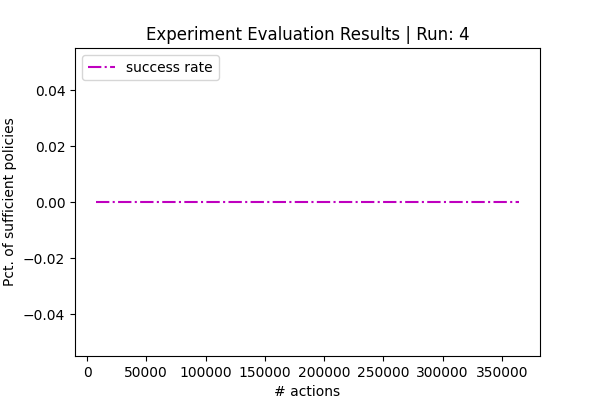 Experiment Evaluation Results | Run: 4
success rate
Pct. of sufficient policies
0.04
0.02
0.00
−0.02
−0.04
0 50000 100000 150000 200000 250000 300000 350000
# actions